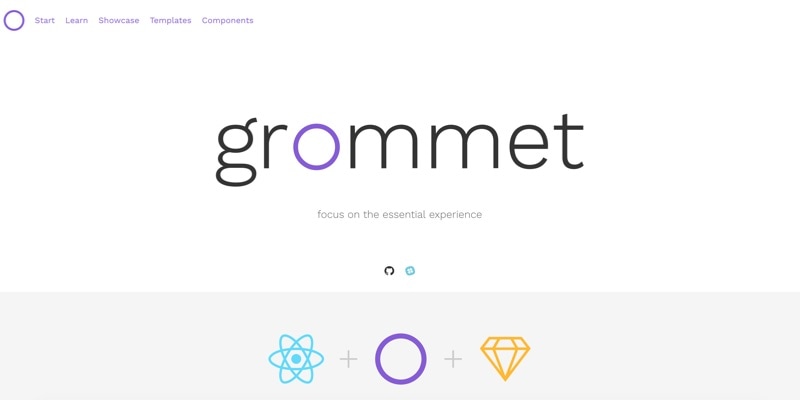 Start Learn Showcase Templates Components
grommet
focus on the essential experience